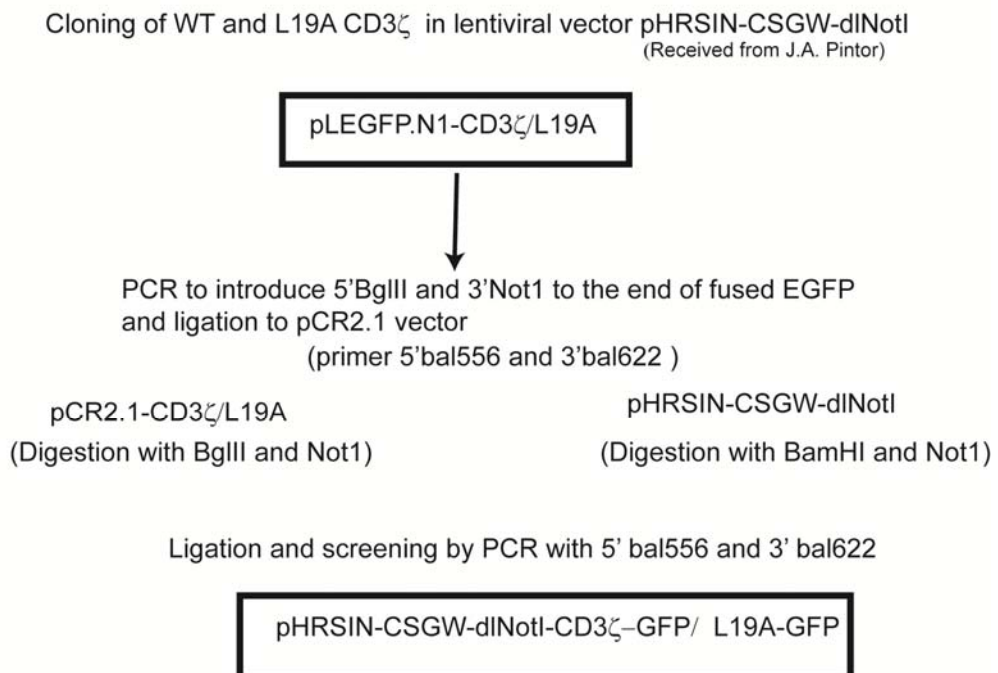 Cloning of WT and L19A CD3ζ in lentiviral vector pHRSIN-CSGW-dlNotI
(Received from J.A. Pintor)
pLEGFP.N1-CD3ζ/L19A
PCR to introduce 5'BglII and 3'Not1 to the end of fused EGFP
and ligation to pCR2.1 vector
(primer 5'bal556 and 3'bal622 )
pCR2.1-CD3ζ/L19A
(Digestion with BglII and Not1)
pHRSIN-CSGW-dlNotI
(Digestion with BamHI and Not1)
Ligation and screening by PCR with 5' bal556 and 3' bal622
pHRSIN-CSGW-dlNotI-CD3ζ–GFP/ L19A-GFP